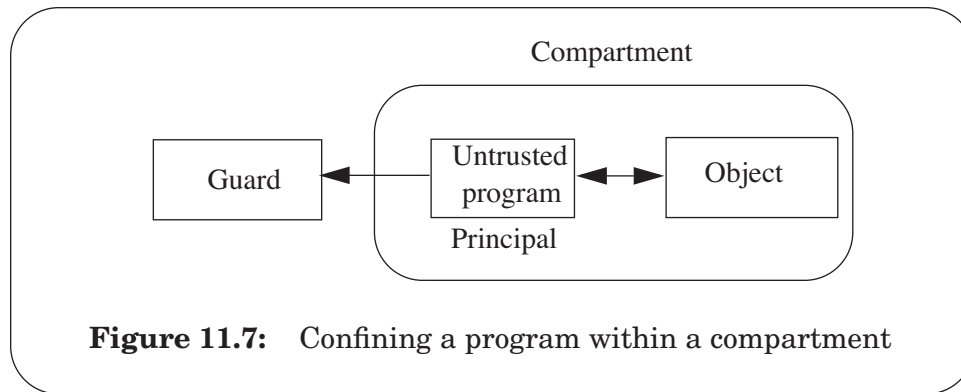 Compartment
Guard
Untrusted
program
Object
Principal
Figure 11.7: Confining a program within a compartment